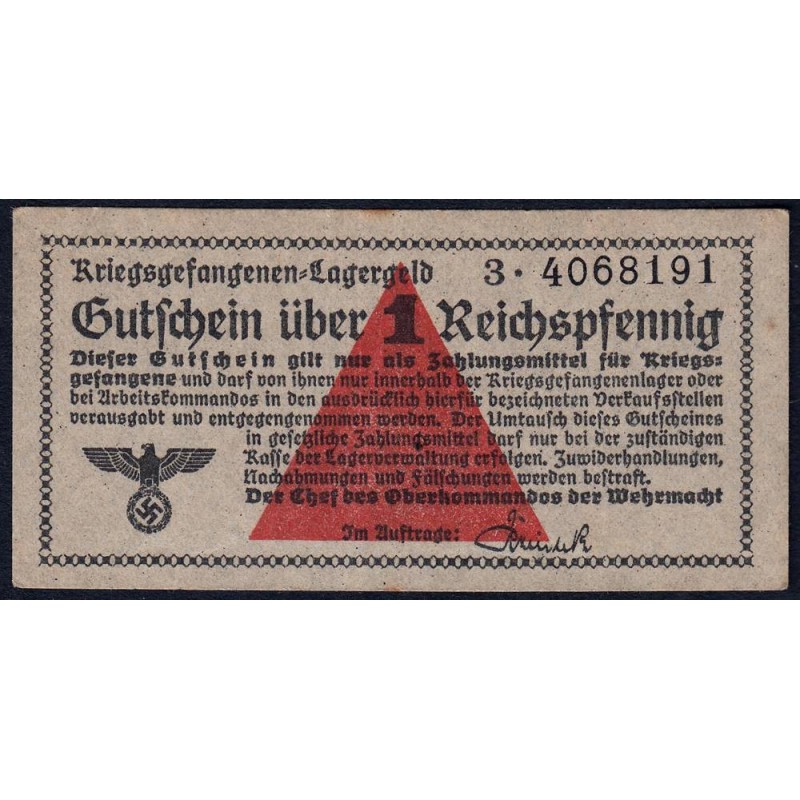 Kriegsgefangenen-Lagergeld 3 · 4068191
Gutschein über 1 Reichspfennig
Dieser Gutschein gilt nur als Zahlungsmittel für Kriegs-
gefangene und darf von ihnen nur innerhalb der Kriegsgefangenenlager oder
bei Arbeitskommandos in den ausdrücklich hierfür bezeichneten Verkaufsstellen
verausgabt und entgegengenommen werden. Der Umtausch dieses Gutscheines
in gesetzliche Zahlungsmittel darf nur bei der zuständigen
Kasse der Lagerverwaltung erfolgen. Zuwiderhandlungen,
Nachahmungen und Fälschungen werden bestraft.
Der Chef des Oberkommandos der Wehrmacht
Im Auftrage: